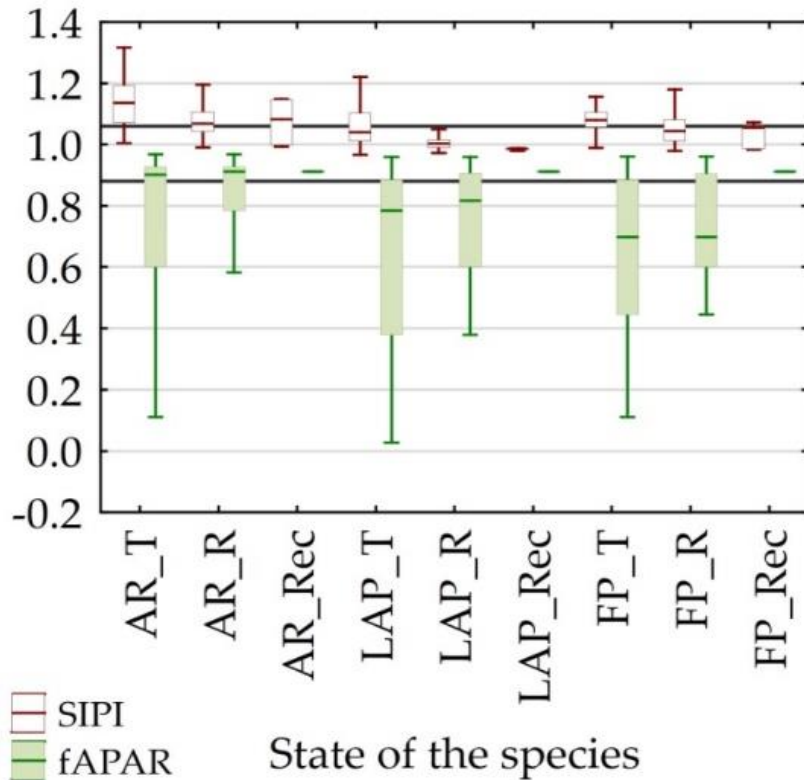 1.4
1.2
1.0
0.8
0.6
0.4
0.2
0.0
-0.2
AR_T
AR_R
AR_Rec
LAP_T
LAP_R
LAP_Rec
FP_T
FP_R
FP_Rec
SIPI
fAPAR
State of the species